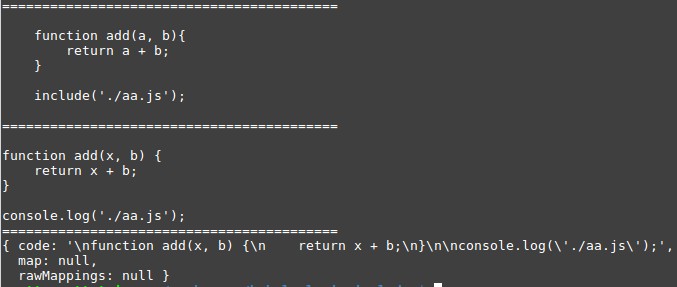 ==========================================
function add(a, b){
return a + b;
}
include('./aa.js');
==========================================
function add(x, b) {
return x + b;
}
console.log('./aa.js');
==========================================
{ code: '\nfunction add(x, b) {\n    return x + b;\n}\n\nconsole.log(\'./aa.js\');',
map: null,
rawMappings: null }